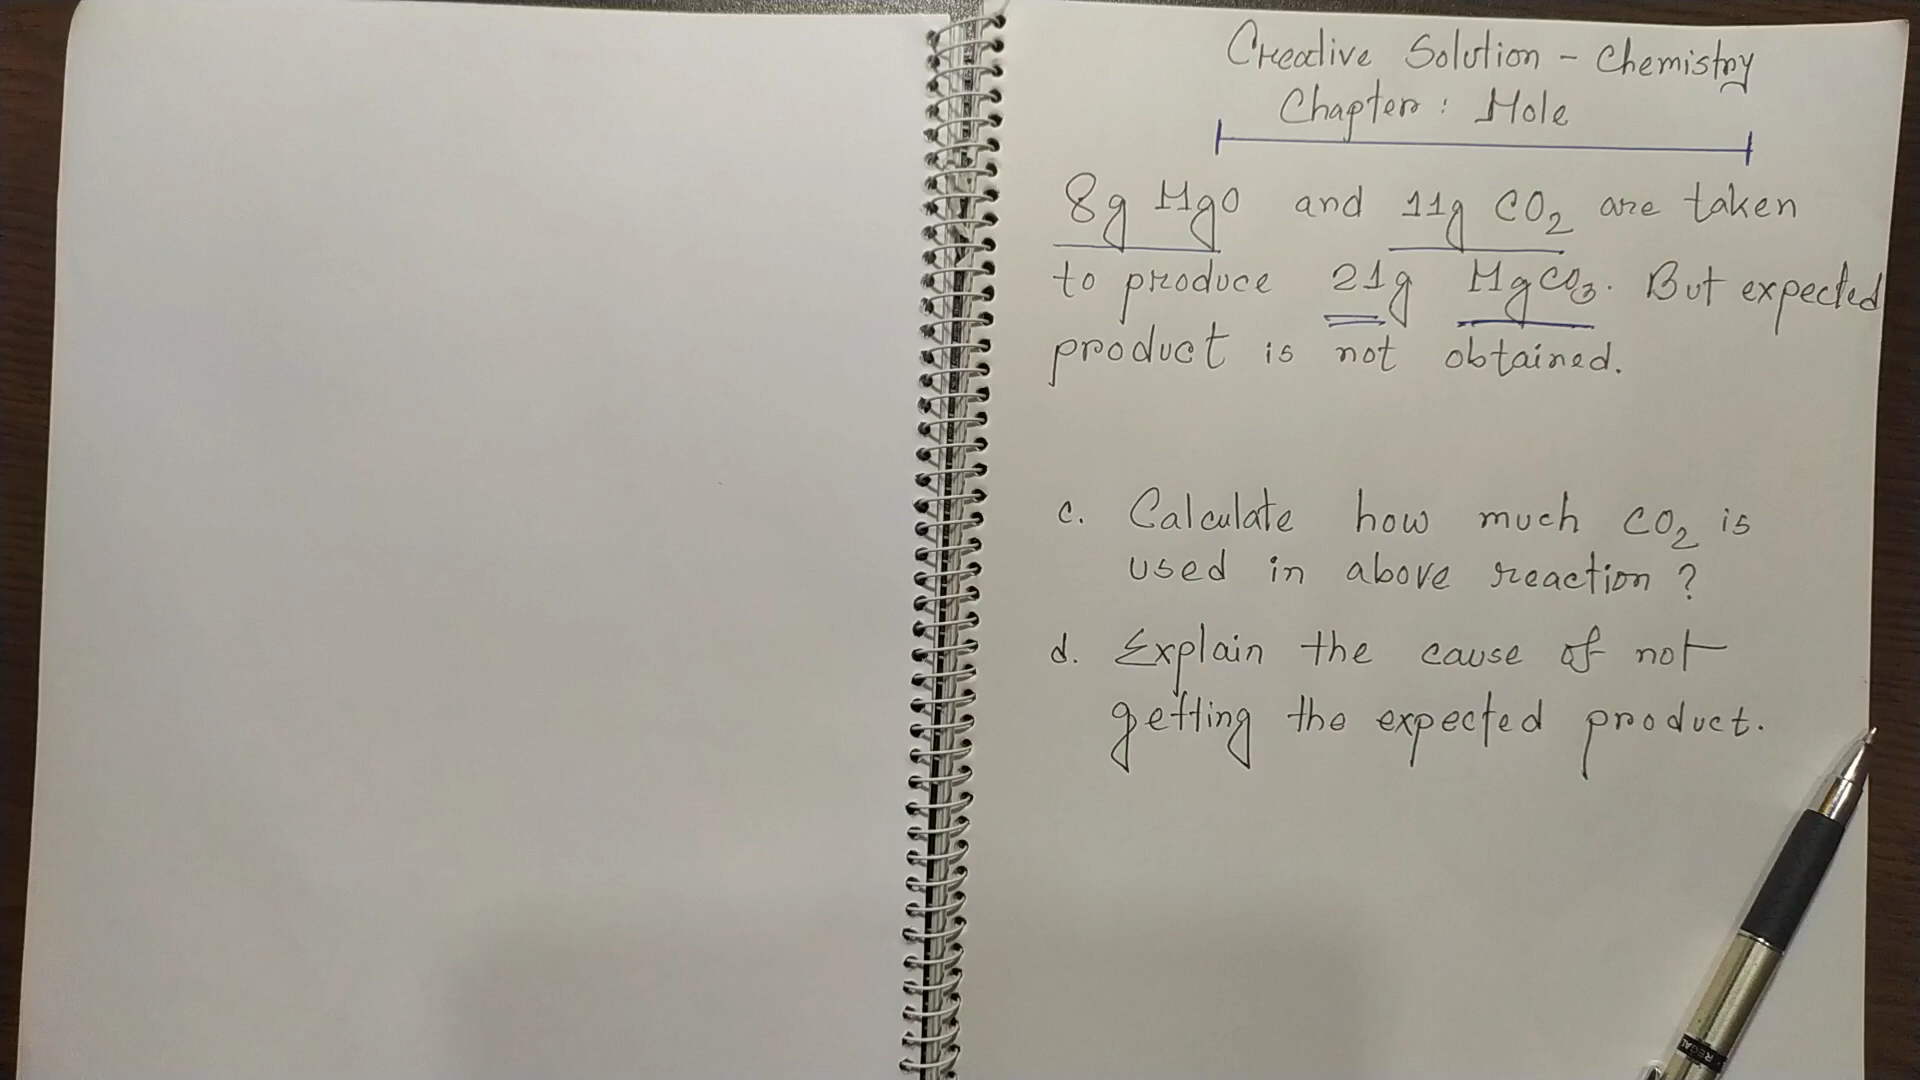 Creative Solution - Chemistry
Chapter: Mole
8g MgO and 11g CO₂ are taken
to produce 21g MgCO₃. But expected
product is not obtained.
c. Calculate how much CO₂ is
used in above reaction?
d. Explain the cause of not
getting the expected product.
REGAL